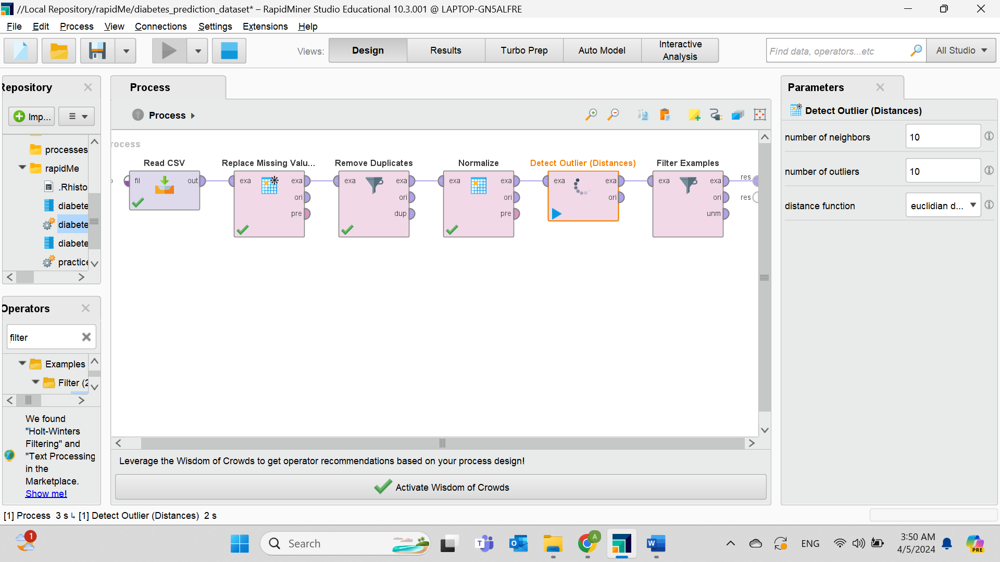 //Local Repository/rapidMe/diabetes_prediction_dataset* – RapidMiner Studio Educational 10.3.001 @ LAPTOP-GN5ALFRE
File Edit Process View Connections Settings Extensions Help
Views: Design Results Turbo Prep Auto Model Interactive Analysis
Find data, operators...etc
All Studio
Repository
Imp...
processes
rapidMe
.Rhisto
diabete
diabete
diabete
practice
Operators
filter
Examples
Filter (2
We found
"Holt-Winters
Filtering" and
"Text Processing
in the
Marketplace.
Show me!
Process
Process
rocess
Read CSV
fil out
Replace Missing Valu...
exa exa
ori
pre
Remove Duplicates
exa exa
ori
dup
Normalize
exa exa
ori
pre
Detect Outlier (Distances)
exa exa
ori
Filter Examples
exa exa
ori
unm
res
res
Leverage the Wisdom of Crowds to get operator recommendations based on your process design!
Activate Wisdom of Crowds
Parameters
Detect Outlier (Distances)
number of neighbors 10
number of outliers 10
distance function euclidian d...
[1] Process 3 s ↳ [1] Detect Outlier (Distances) 2 s
1
Search
T
O
A
W
ENG
3:50 AM
4/5/2024
PRE